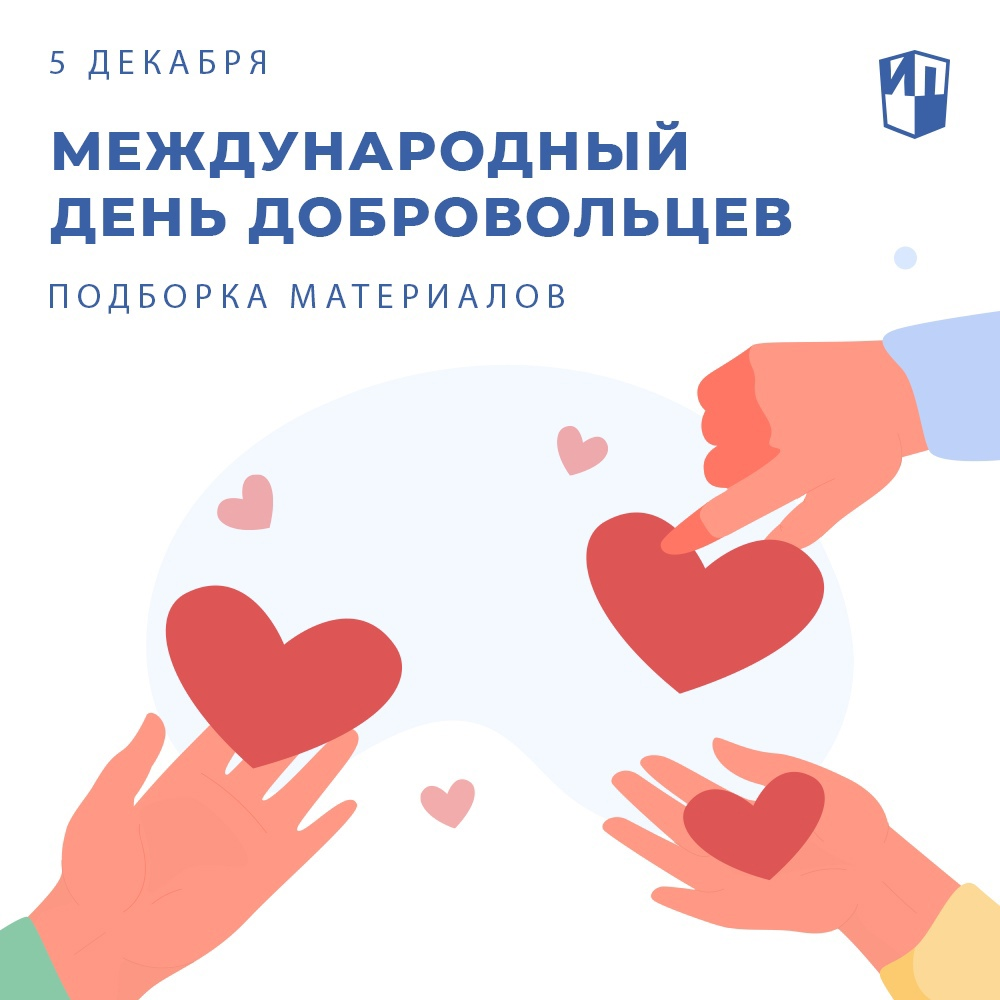 5 ДЕКАБРЯ
ИП
МЕЖДУНАРОДНЫЙ
ДЕНЬ ДОБРОВОЛЬЦЕВ
ПОДБОРКА МАТЕРИАЛОВ